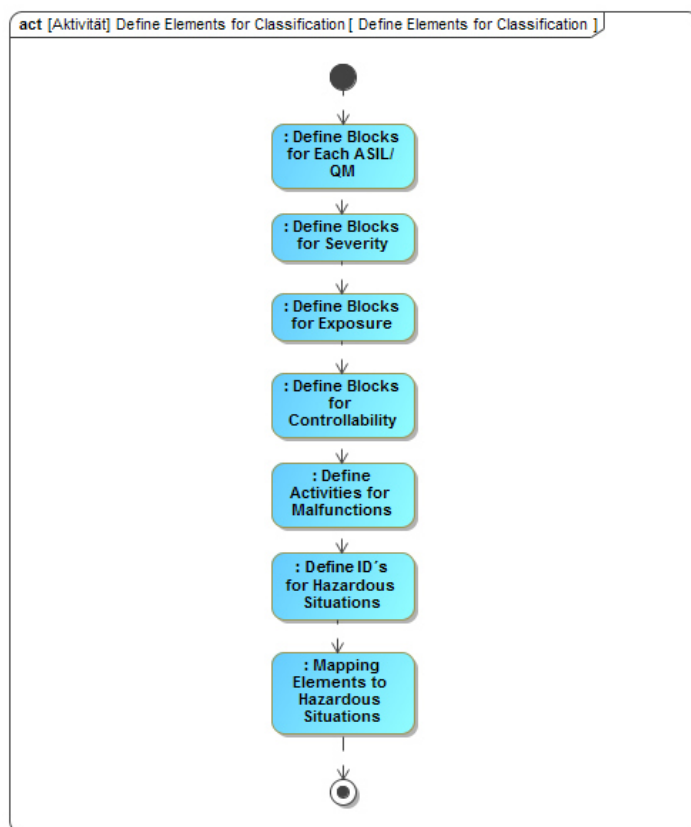 act [Aktivität] Define Elements for Classification [ Define Elements for Classification ]
: Define Blocks
for Each ASIL/
QM
: Define Blocks
for Severity
: Define Blocks
for Exposure
: Define Blocks
for
Controllability
: Define
Activities for
Malfunctions
: Define ID´s
for Hazardous
Situations
: Mapping
Elements to
Hazardous
Situations